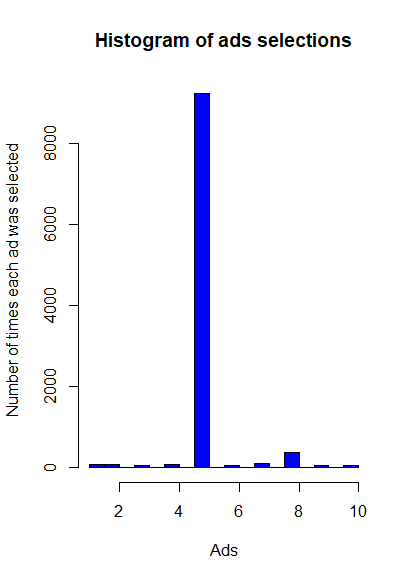 Histogram of ads selections
Number of times each ad was selected
8000
6000
4000
2000
0
2 4 6 8 10
Ads